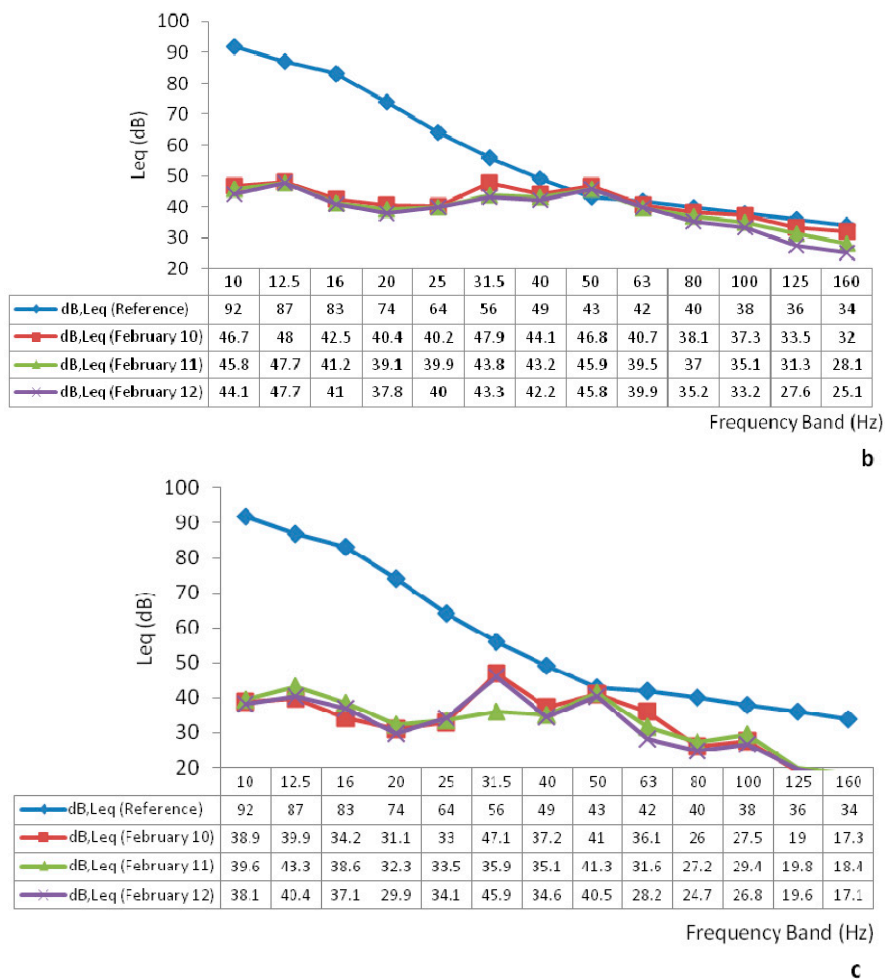 100
90
80
70
60
50
40
30
20
Leq (dB)
10 12.5 16 20 25 31.5 40 50 63 80 100 125 160
dB,Leq (Reference) 92 87 83 74 64 56 49 43 42 40 38 36 34
dB,Leq (February 10) 46.7 48 42.5 40.4 40.2 47.9 44.1 46.8 40.7 38.1 37.3 33.5 32
dB,Leq (February 11) 45.8 47.7 41.2 39.1 39.9 43.8 43.2 45.9 39.5 37 35.1 31.3 28.1
dB,Leq (February 12) 44.1 47.7 41 37.8 40 43.3 42.2 45.8 39.9 35.2 33.2 27.6 25.1
Frequency Band (Hz)
b
100
90
80
70
60
50
40
30
20
Leq (dB)
10 12.5 16 20 25 31.5 40 50 63 80 100 125 160
dB,Leq (Reference) 92 87 83 74 64 56 49 43 42 40 38 36 34
dB,Leq (February 10) 38.9 39.9 34.2 31.1 33 47.1 37.2 41 36.1 26 27.5 19 17.3
dB,Leq (February 11) 39.6 43.3 38.6 32.3 33.5 35.9 35.1 41.3 31.6 27.2 29.4 19.8 18.4
dB,Leq (February 12) 38.1 40.4 37.1 29.9 34.1 45.9 34.6 40.5 28.2 24.7 26.8 19.6 17.1
Frequency Band (Hz)
c